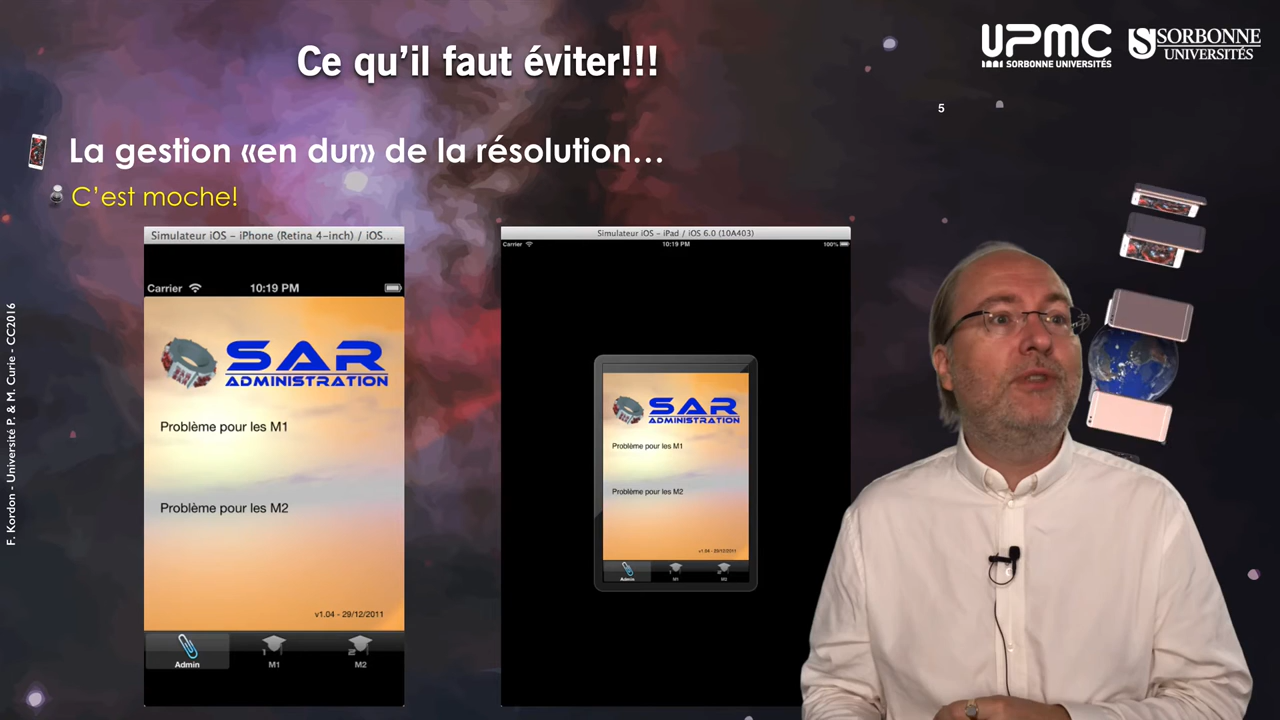 Ce qu’il faut éviter!!!
UPMC
SORBONNE UNIVERSITÉS
SORBONNE
UNIVERSITÉS
5
La gestion «en dur» de la résolution…
C’est moche!
Simulateur iOS – iPhone (Retina 4–inch) / iOS...
Carrier 10:19 PM
SAR
ADMINISTRATION
Problème pour les M1
Problème pour les M2
v1.04 - 29/12/2011
1 2
Admin M1 M2
Simulateur iOS – iPad / iOS 6.0 (10A403)
Carrier 10:19 PM 100%
SAR
ADMINISTRATION
Problème pour les M1
Problème pour les M2
v1.04 - 29/12/2011
Admin M1 M2
F. Kordon - Université P. & M. Curie - CC2016